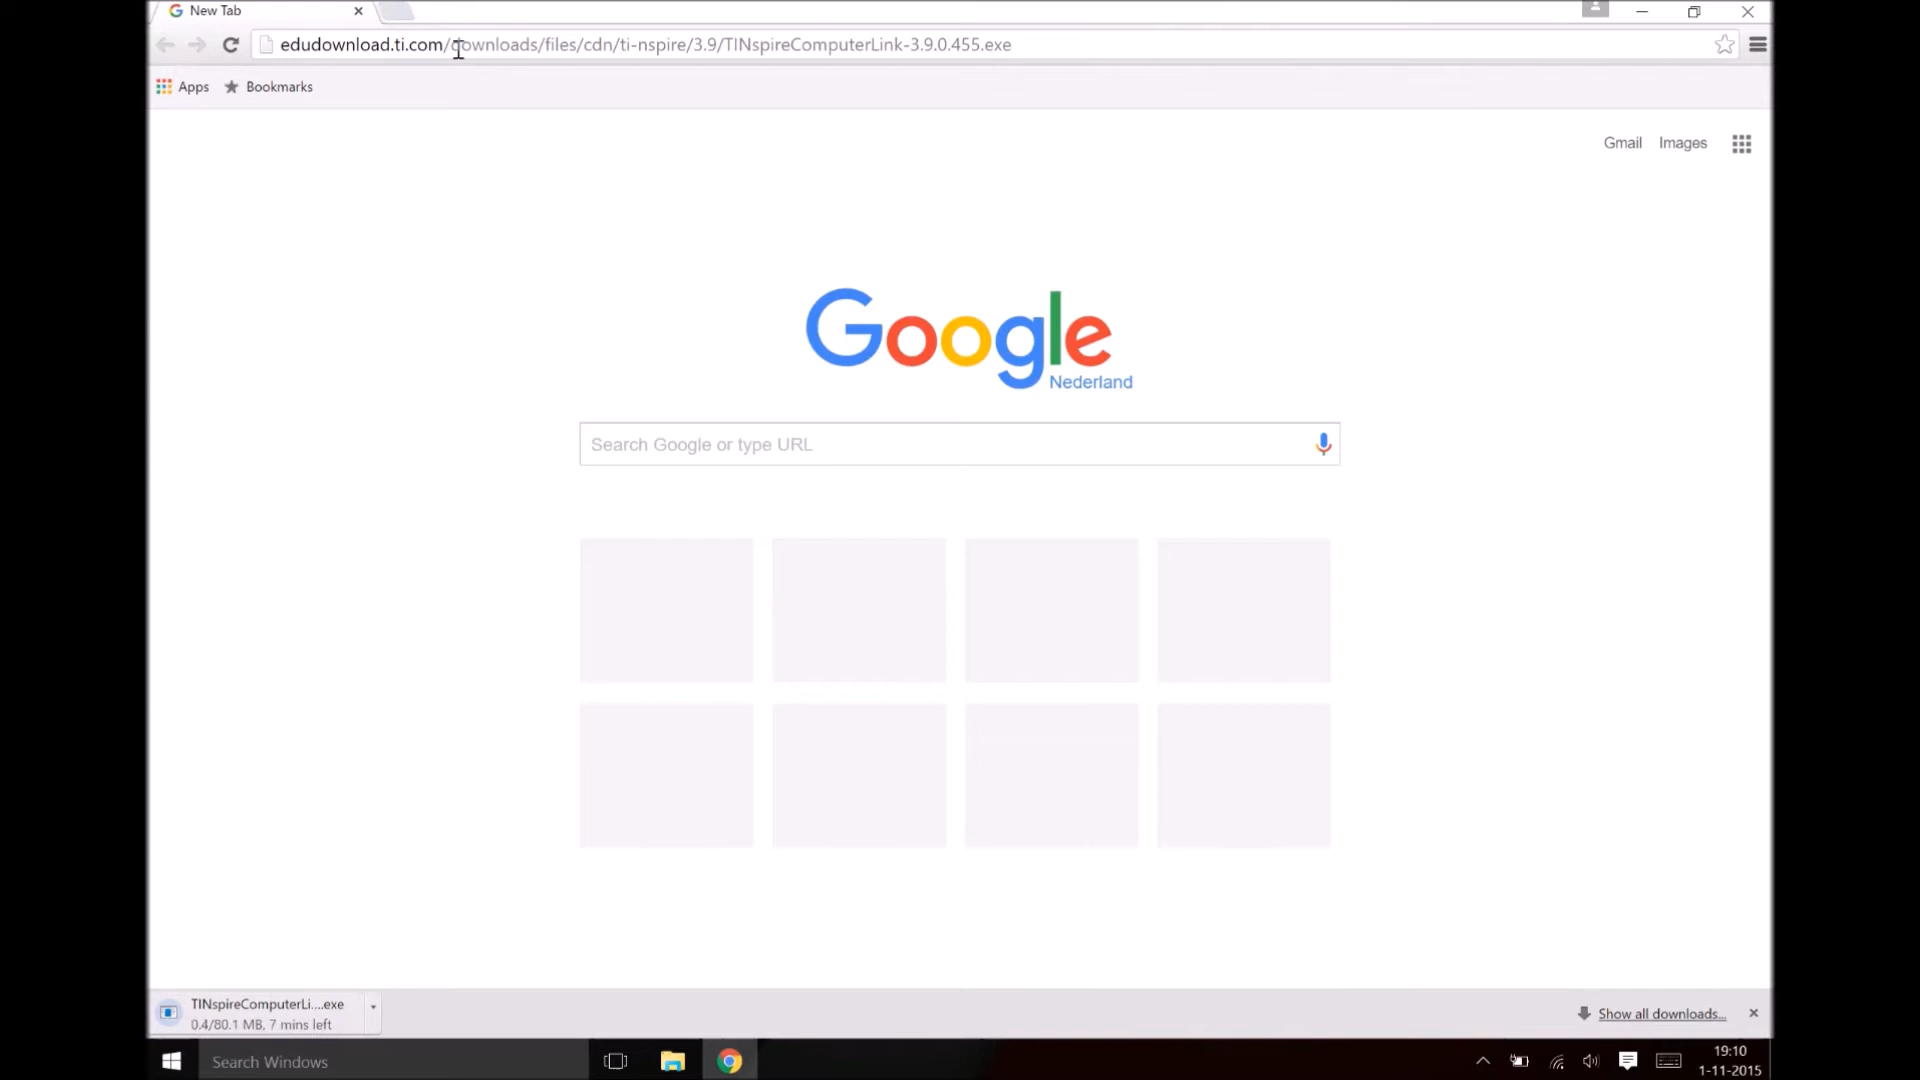 New Tab
edudownload.ti.com/downloads/files/cdn/ti-nspire/3.9/TINspireComputerLink-3.9.0.455.exe
Apps Bookmarks
Gmail Images
Google
Nederland
Search Google or type URL
TINspireComputerLi....exe
0.4/80.1 MB, 7 mins left
Show all downloads...
Search Windows
19:10
1-11-2015